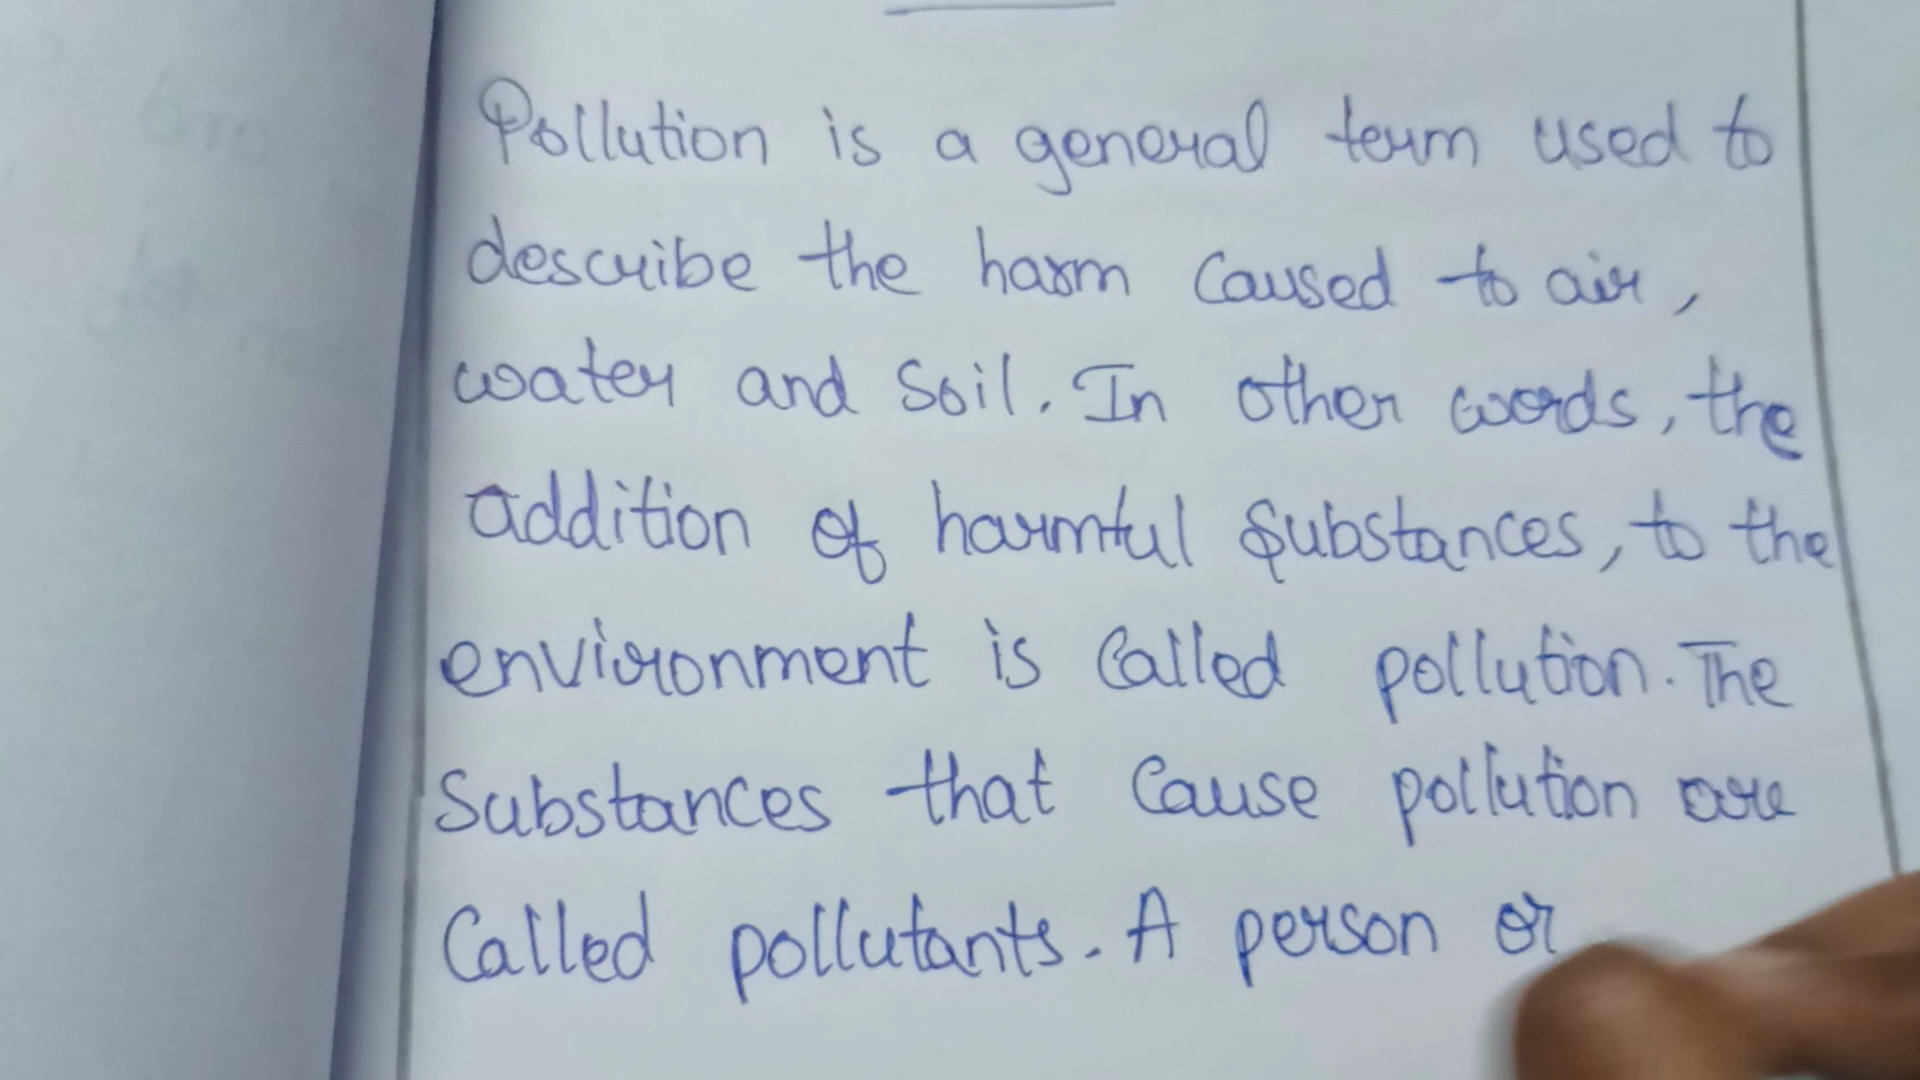 Pollution is a general term used to
describe the harm caused to air,
water and Soil. In other words, the
addition of harmful Substances, to the
environment is Called pollution. The
Substances that Cause pollution are
Called pollutants. A person or